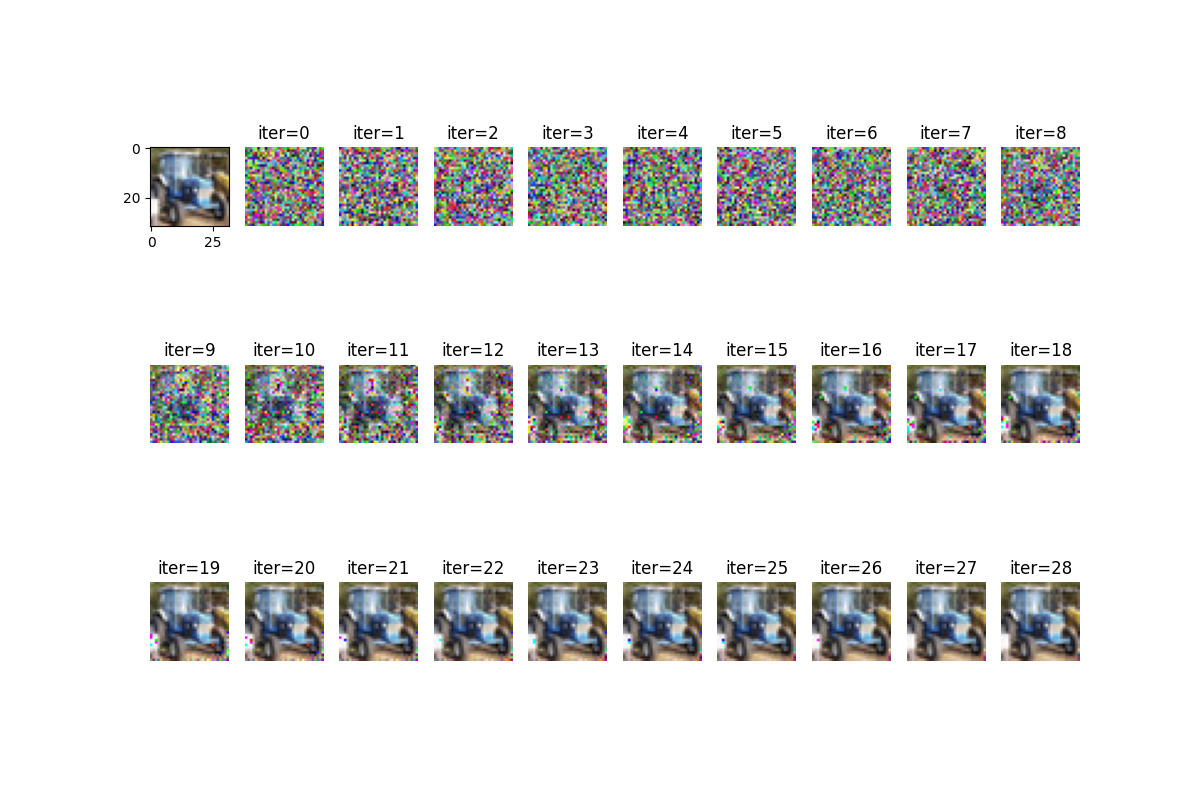 iter=0 iter=1 iter=2 iter=3 iter=4 iter=5 iter=6 iter=7 iter=8
0
20
0 25
iter=9 iter=10 iter=11 iter=12 iter=13 iter=14 iter=15 iter=16 iter=17 iter=18
iter=19 iter=20 iter=21 iter=22 iter=23 iter=24 iter=25 iter=26 iter=27 iter=28